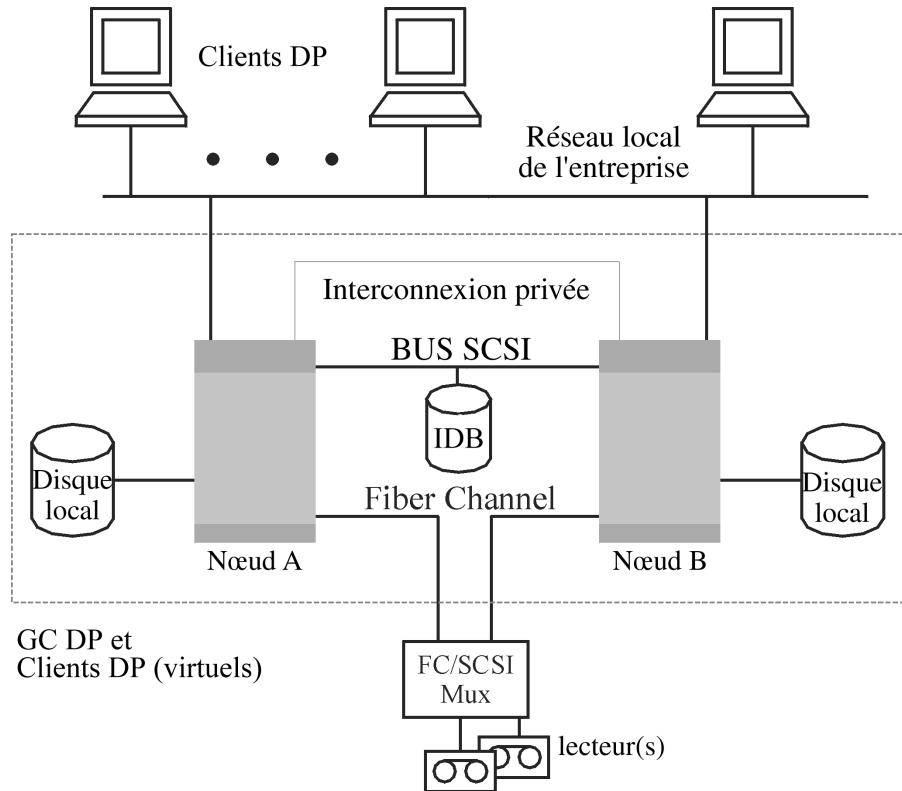 Clients DP
Réseau local
de l'entreprise
Interconnexion privée
BUS SCSI
IDB
Disque
local
Disque
local
Fiber Channel
Nœud A
Nœud B
GC DP et
Clients DP (virtuels)
FC/SCSI
Mux
lecteur(s)